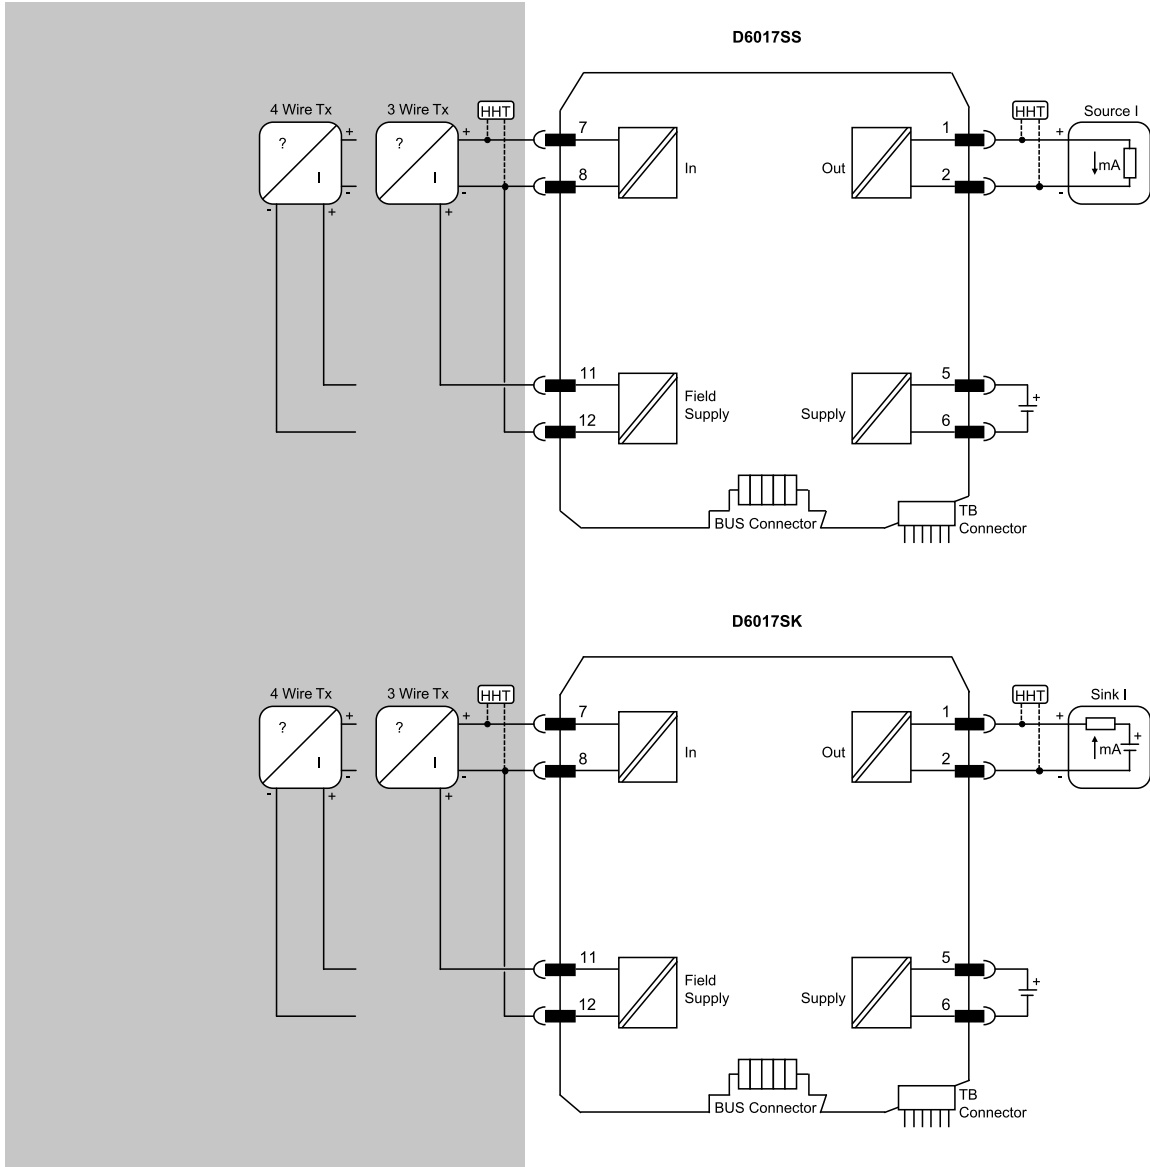 D6017SS
4 Wire Tx
3 Wire Tx
HHT
7
1
HHT
Source I
+
+
+
?
?
I
I
In
Out
mA
8
2
-
-
-
-
+
+
11
5
Field
Supply
Supply
+
12
6
BUS Connector
TB
Connector
D6017SK
4 Wire Tx
3 Wire Tx
HHT
7
1
HHT
Sink I
+
+
+
?
?
I
I
In
Out
mA
+
8
2
-
-
-
-
+
+
11
5
Field
Supply
Supply
+
12
6
BUS Connector
TB
Connector